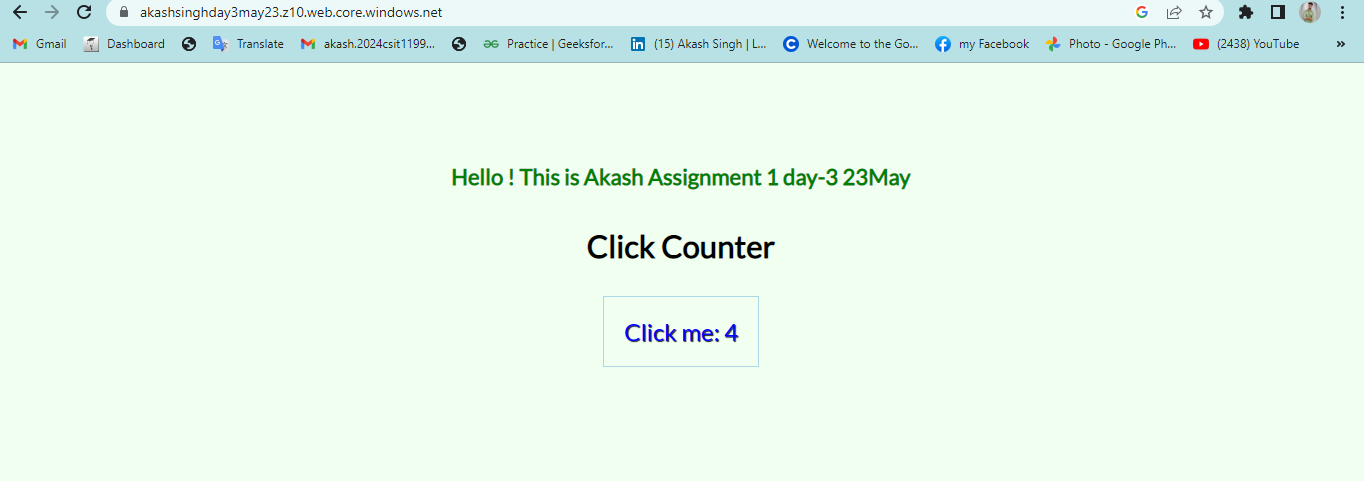 akashsinghday3may23.z10.web.core.windows.net
Gmail Dashboard Translate akash.2024csit1199... Practice | Geeksfor... (15) Akash Singh | L... Welcome to the Go... my Facebook Photo - Google Ph... (2438) YouTube »
Hello ! This is Akash Assignment 1 day-3 23May
Click Counter
Click me: 4